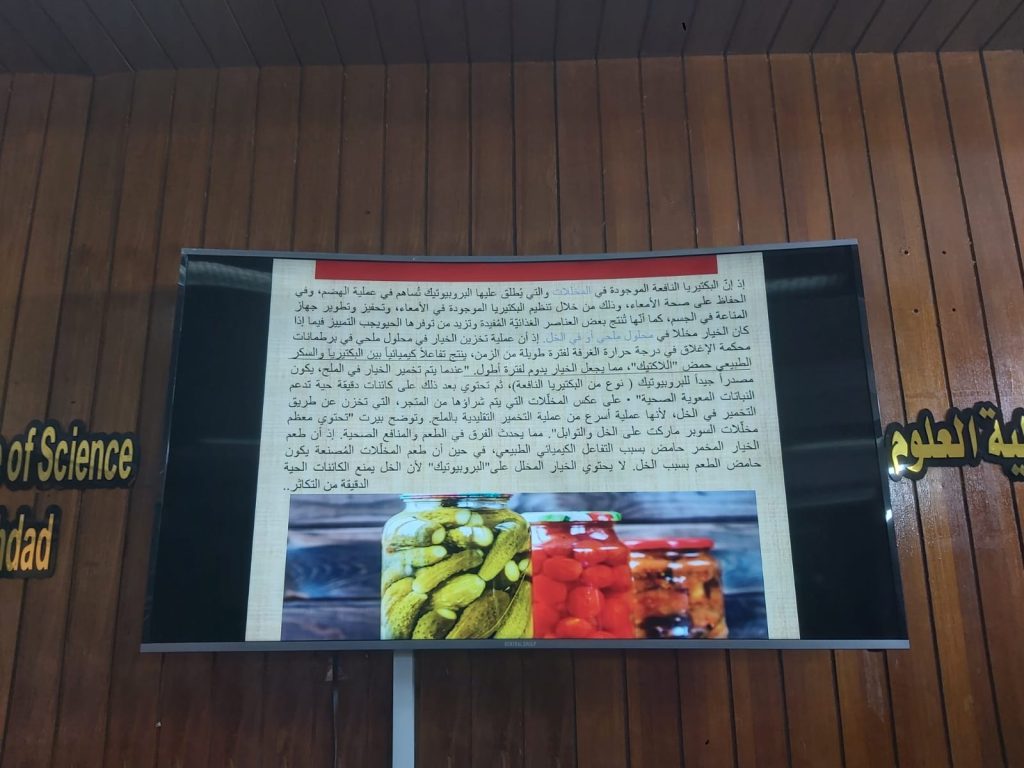 إذ إنّ البكتيريا النافعة الموجودة في المخللات والتي يُطلق عليها البروبيوتيك تُساهم في عملية الهضم، وفي
الحفاظ على صحة الأمعاء، وذلك من خلال تنظيم البكتيريا الموجودة في الأمعاء، وتحفيز وتطوير جهاز
المناعة في الجسم، كما أنّها تُنتج بعض العناصر الغذائيّة المُفيدة وتزيد من توفرها الحيويجب التمييز فيما إذا
كان الخيار مخللا في محلول ملحي أو في الخل. إذ أن عملية تخزين الخيار في محلول ملحي في برطمانات
محكمة الإغلاق في درجة حرارة الغرفة لفترة طويلة من الزمن، ينتج تفاعلاً كيميائياً بين البكتيريا والسكر
الطبيعي حمض "اللاكتيك"، مما يجعل الخيار يدوم لفترة أطول. "عندما يتم تخمير الخيار في الملح، يكون
مصدراً جيداً للبروبيوتيك ( نوع من البكتيريا النافعة)، ثم تحتوي بعد ذلك على كائنات دقيقة حية تدعم
النباتات المعوية الصحية" • على عكس المخلّلات التي يتم شراؤها من المتجر، التي تخزن عن طريق
التخمير في الخل، لأنها عملية أسرع من عملية التخمير التقليدية بالملح. وتوضح بيرت "تحتوي معظم
مخلّلات السوبر ماركت على الخل والتوابل". مما يحدث الفرق في الطعم والمنافع الصحية. إذ أن طعم
الخيار المخمر حامض بسبب التفاعل الكيميائي الطبيعي، في حين أن طعم المخلّلات المُصنعة يكون
حامض الطعم بسبب الخل. لا يحتوي الخيار المخلل على"البروبيوتيك" لأن الخل يمنع الكائنات الحية
الدقيقة من التكاثر..
of Science
كلية العلوم